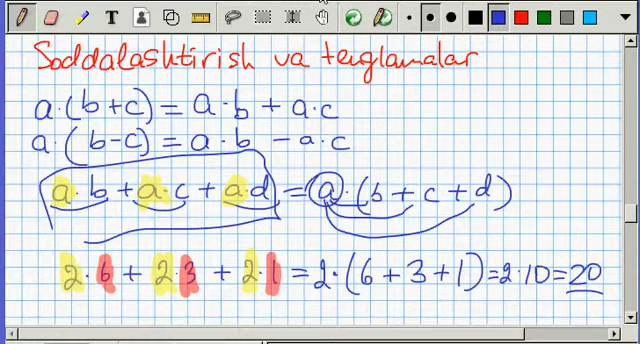 Soddalashtirish va tenglamalar
a·(b+c)=a·b+a·c
a·(b-c)=a·b-a·c
a·b+a·c+a·d=a·(b+c+d)
2·6+2·3+2·1=2·(6+3+1)=2·10=20